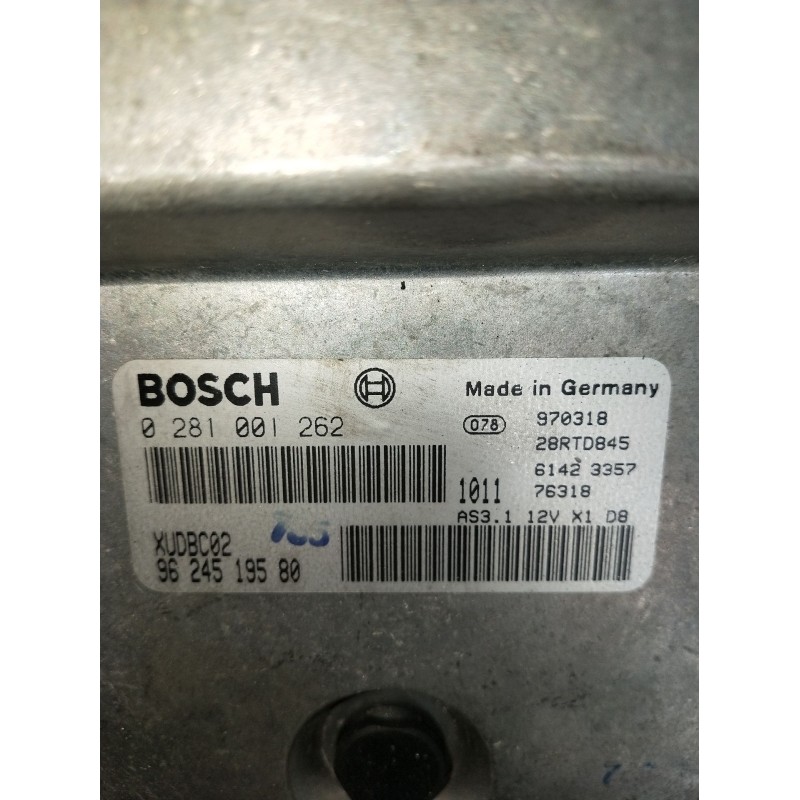 BOSCH
Made in Germany
0 281 001 262
078
970318
28RTD845
6142 3357
1011
76318
AS3.1 12V X1 D8
XUDBC02
96 245 195 80